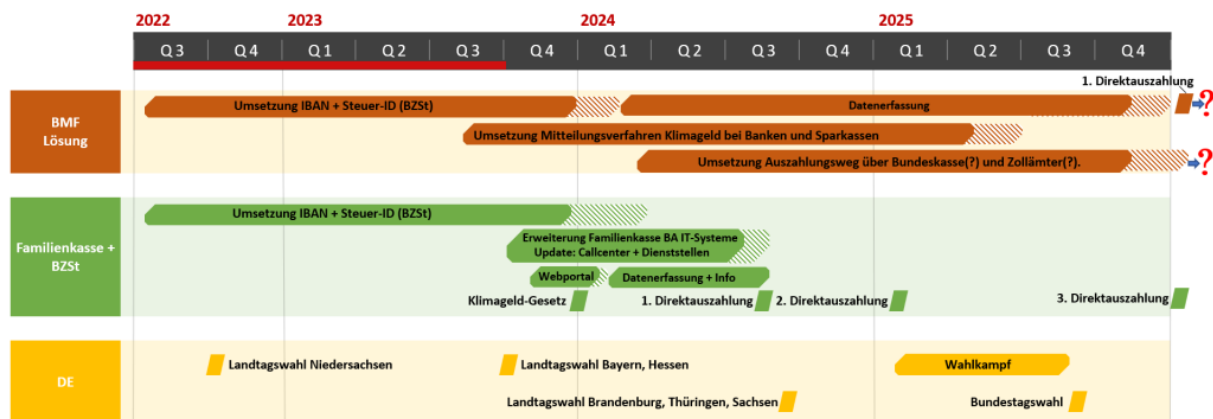 2022 2023 2024 2025
Q 3 Q 4 Q 1 Q 2 Q 3 Q 4 Q 1 Q 2 Q 3 Q 4 Q 1 Q 2 Q 3 Q 4
1. Direktauszahlung
BMF
Lösung
Umsetzung IBAN + Steuer-ID (BZSt)
Datenerfassung
?
Umsetzung Mitteilungsverfahren Klimageld bei Banken und Sparkassen
Umsetzung Auszahlungsweg über Bundeskasse(?) und Zollämter(?).
?
Familienkasse +
BZSt
Umsetzung IBAN + Steuer-ID (BZSt)
Erweiterung Familienkasse BA IT-Systeme
Update: Callcenter + Dienststellen
Webportal
Datenerfassung + Info
Klimageld-Gesetz
1. Direktauszahlung
2. Direktauszahlung
3. Direktauszahlung
DE
Landtagswahl Niedersachsen
Landtagswahl Bayern, Hessen
Wahlkampf
Landtagswahl Brandenburg, Thüringen, Sachsen
Bundestagswahl